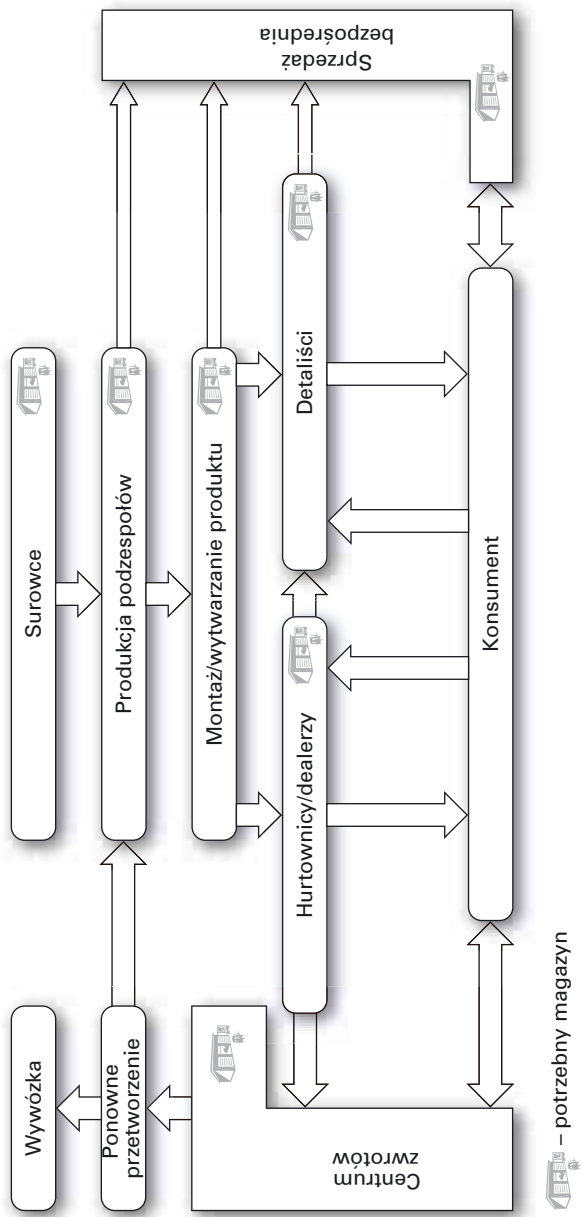 Wywózka
Ponowne
przetworzenie
Centrum
zwrotów
Surowce
Produkcja podzespołów
Montaż/wytwarzanie produktu
Hurtownicy/dealerzy
Detaliści
Konsument
Sprzedaż
bezpośrednia
– potrzebny magazyn